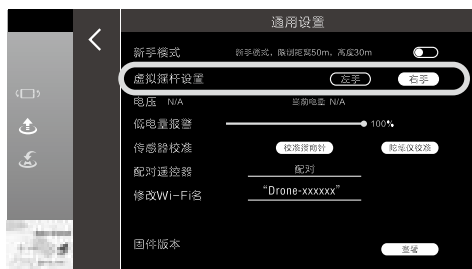 通用设置
新手模式 新手模式，限制距离50m，高度30m
虚拟摇杆设置 左手 右手
电压 N/A 当前电量 N/A
低电量报警 100%
传感器校准 校准指南针 陀螺仪校准
配对遥控器 配对
修改Wi-Fi名 “Drone-xxxxxx”
固件版本 查看